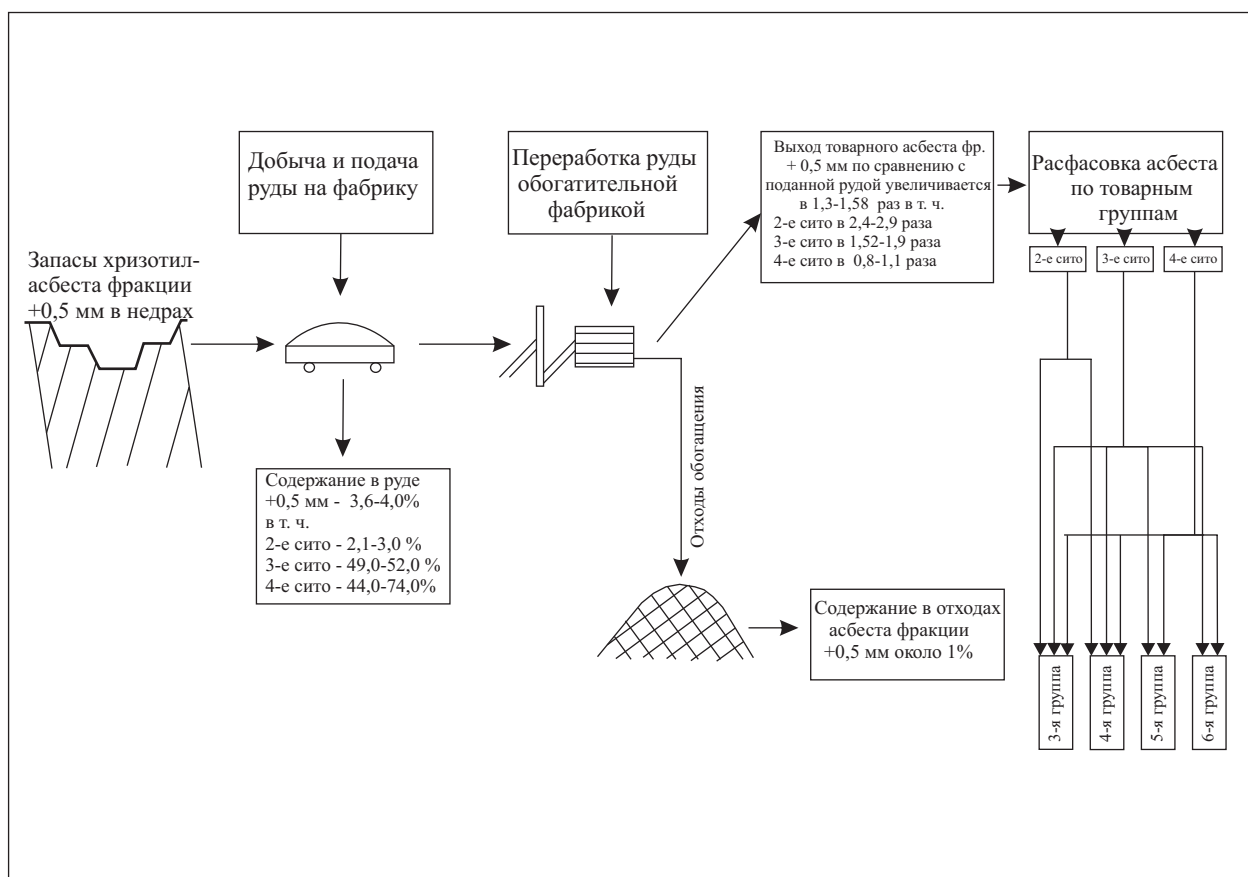 Добыча и подача
руды на фабрику
Переработка руды
обогатительной
фабрикой
Выход товарного асбеста фр.
+ 0,5 мм по сравнению с
поданной рудой увеличивается
в 1,3-1,58 раз в т. ч.
2-е сито в 2,4-2,9 раза
3-е сито в 1,52-1,9 раза
4-е сито в 0,8-1,1 раза
Расфасовка асбеста
по товарным
группам
2-е сито
3-е сито
4-е сито
Запасы хризотил-
асбеста фракции
+0,5 мм в недрах
Содержание в руде
+0,5 мм - 3,6-4,0%
в т. ч.
2-е сито - 2,1-3,0 %
3-е сито - 49,0-52,0 %
4-е сито - 44,0-74,0%
Отходы обогащения
Содержание в отходах
асбеста фракции
+0,5 мм около 1%
3-я группа
4-я группа
5-я группа
6-я группа